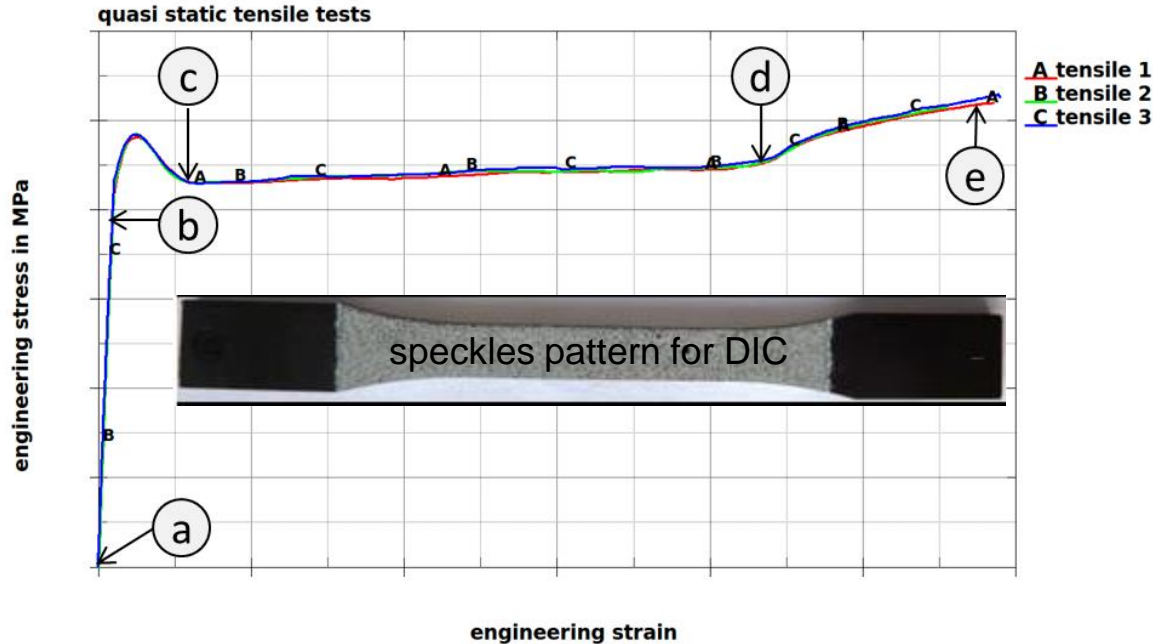 quasi static tensile tests
A tensile 1
B tensile 2
C tensile 3
c
d
e
b
a
A B C A B C A B C B C A
C
B
speckles pattern for DIC
engineering stress in MPa
engineering strain